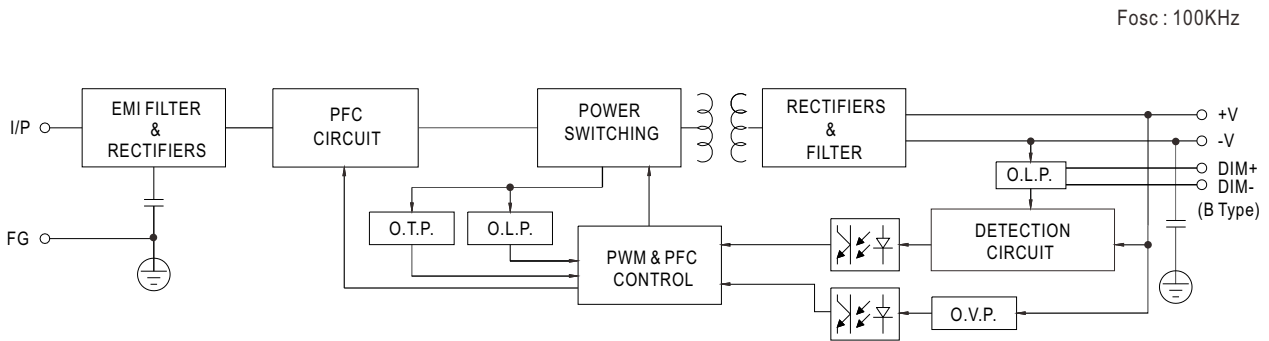 Fosc : 100KHz
I/P
EMI FILTER
&
RECTIFIERS
PFC
CIRCUIT
POWER
SWITCHING
RECTIFIERS
&
FILTER
+V
-V
DIM+
DIM-
(B Type)
O.L.P.
FG
O.T.P.
O.L.P.
PWM & PFC
CONTROL
DETECTION
CIRCUIT
O.V.P.